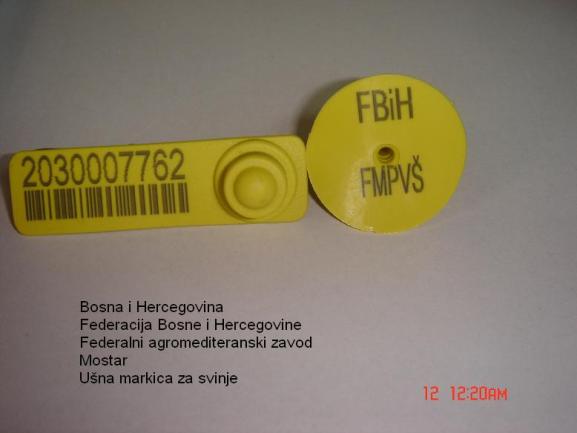 2030007762
FBiH
FMPVŠ
Bosna i Hercegovina
Federacija Bosne i Hercegovine
Federalni agromediteranski zavod
Mostar
Ušna markica za svinje
12 12:20AM